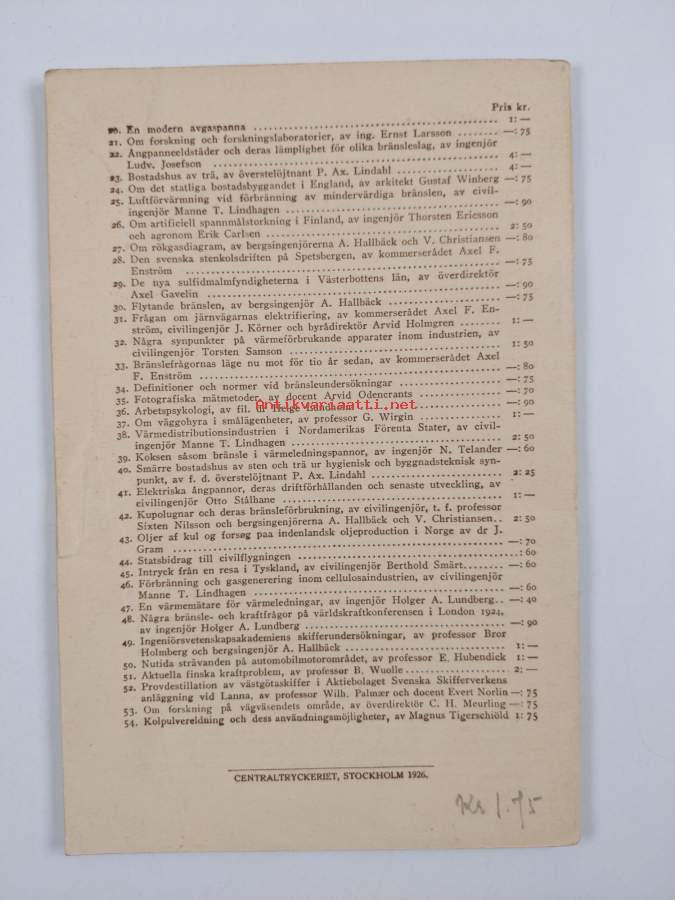 Pris kr.
20. En modern avgaspanna 1: —
21. Om forskning och forskningslaboratorier, av ing. Ernst Larsson —: 75
22. Ångpanneeldstäder och deras lämplighet för olika bränsleslag, av ingenjör
Ludv. Josefson 4: —
23. Bostadshus av trä, av överstelöjtnant P. Ax. Lindahl 4: —
24. Om det statliga bostadsbyggandet i England, av arkitekt Gustaf Winberg —: 75
25. Luftförvärmning vid förbränning av mindervärdiga bränslen, av civil-
ingenjör Manne T. Lindhagen —: 90
26. Om artificiell spannmålstorkning i Finland, av ingenjör Thorsten Ericsson
och agronom Erik Carlsen 2: 50
27. Om rökgasdiagram, av bergsingenjörerna A. Hallbäck och V. Christiansen —: 80
28. Den svenska stenkolsdriften på Spetsbergen, av kommerserådet Axel F.
Enström —: 75
29. De nya sulfidmalmfyndigheterna i Västerbottens län, av överdirektör
Axel Gavelin —: 90
30. Flytande bränslen, av bergsingenjör A. Hallbäck —: 75
31. Frågan om järnvägarnas elektrifiering, av kommerserådet Axel F. En-
ström, civilingenjör J. Körner och byrådirektör Arvid Holmgren 1: —
32. Några synpunkter på värmeförbrukande apparater inom industrien, av
civilingenjör Torsten Samson 1: 50
33. Bränslefrågornas läge nu mot för tio år sedan, av kommerserådet Axel
F. Enström —: 80
34. Definitioner och normer vid bränsleundersökningar —: 75
35. Fotografiska mätmetoder, av docent Arvid Odencrants —: 70
36. Arbetspsykologi, av fil. dr Helge Lindholm —: 90
Antikvariaatti.net
37. Om väggohyra i smålägenheter, av professor G. Wirgin 1: —
38. Värmedistributionsindustrien i Nordamerikas Förenta Stater, av civil-
ingenjör Manne T. Lindhagen 2: 50
39. Koksen såsom bränsle i värmeledningspannor, av ingenjör N. Telander —: 60
40. Smärre bostadshus av sten och trä ur hygienisk och byggnadsteknisk syn-
punkt, av f. d. överstelöjtnant P. Ax. Lindahl 2: 25
41. Elektriska ångpannor, deras driftförhållanden och senaste utveckling, av
civilingenjör Otto Stålhane 1: —
42. Kupolugnar och deras bränsleförbrukning, av civilingenjör, t. f. professor
Sixten Nilsson och bergsingenjörerna A. Hallbäck och V. Christiansen.. 2: 50
43. Oljer af kul og forsøg paa indenlandsk oljeproduktion i Norge av dr J.
Gram —: 70
44. Statsbidrag till civilflygningen : 60
45. Intryck från en resa i Tyskland, av civilingenjör Berthold Smärt —: 60
46. Förbränning och gasgenerering inom cellulosaindustrien, av civilingenjör
Manne T. Lindhagen —: 60
47. En värmemätare för värmeledningar, av ingenjör Holger A. Lundberg.. —: 40
48. Några bränsle- och kraftfrågor på världskraftkonferensen i London 1924,
av ingenjör Holger A. Lundberg —: 90
49. Ingeniörsvetenskapsakademiens skifferundersökningar, av professor Bror
Holmberg och bergsingenjör A. Hallbäck 1: —
50. Nutida strävanden på automobilmotorområdet, av professor E. Hubendick 1: —
51. Aktuella finska kraftproblem, av professor B. Wuolle 2: —
52. Provdestillation av västgötaskiffer i Aktiebolaget Svenska Skifferverkens
anläggning vid Lanna, av professor Wilh. Palmær och docent Evert Norlin —: 75
53. Om forskning på vägväsendets område, av överdirektör C. H. Meurling —: 75
54. Kolpulvereldning och dess användningsmöjligheter, av Magnus Tigerschiöld 1: 75
CENTRALTRYCKERIET, STOCKHOLM 1926.
Kr 1.75